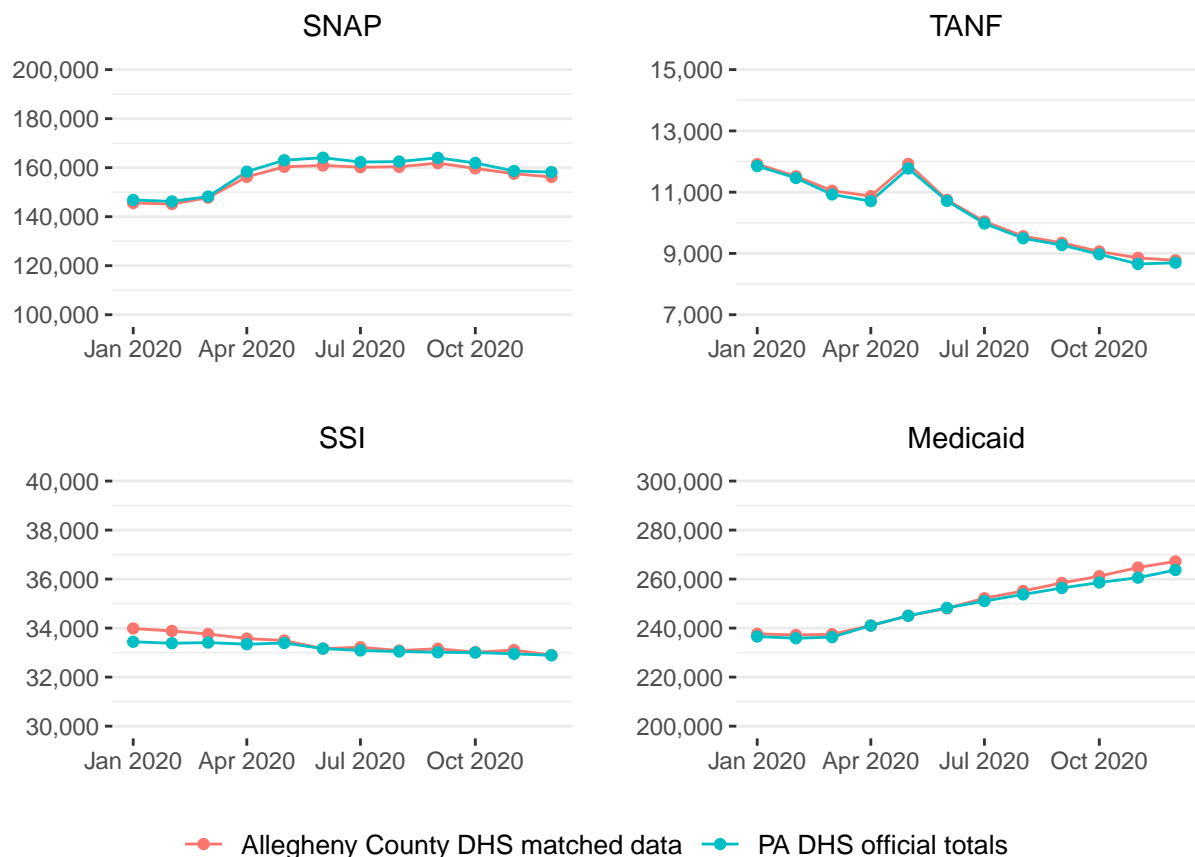 SNAP
200,000
180,000
160,000
140,000
120,000
100,000
Jan 2020 Apr 2020 Jul 2020 Oct 2020
TANF
15,000
13,000
11,000
9,000
7,000
Jan 2020 Apr 2020 Jul 2020 Oct 2020
SSI
40,000
38,000
36,000
34,000
32,000
30,000
Jan 2020 Apr 2020 Jul 2020 Oct 2020
Medicaid
300,000
280,000
260,000
240,000
220,000
200,000
Jan 2020 Apr 2020 Jul 2020 Oct 2020
Allegheny County DHS matched data PA DHS official totals